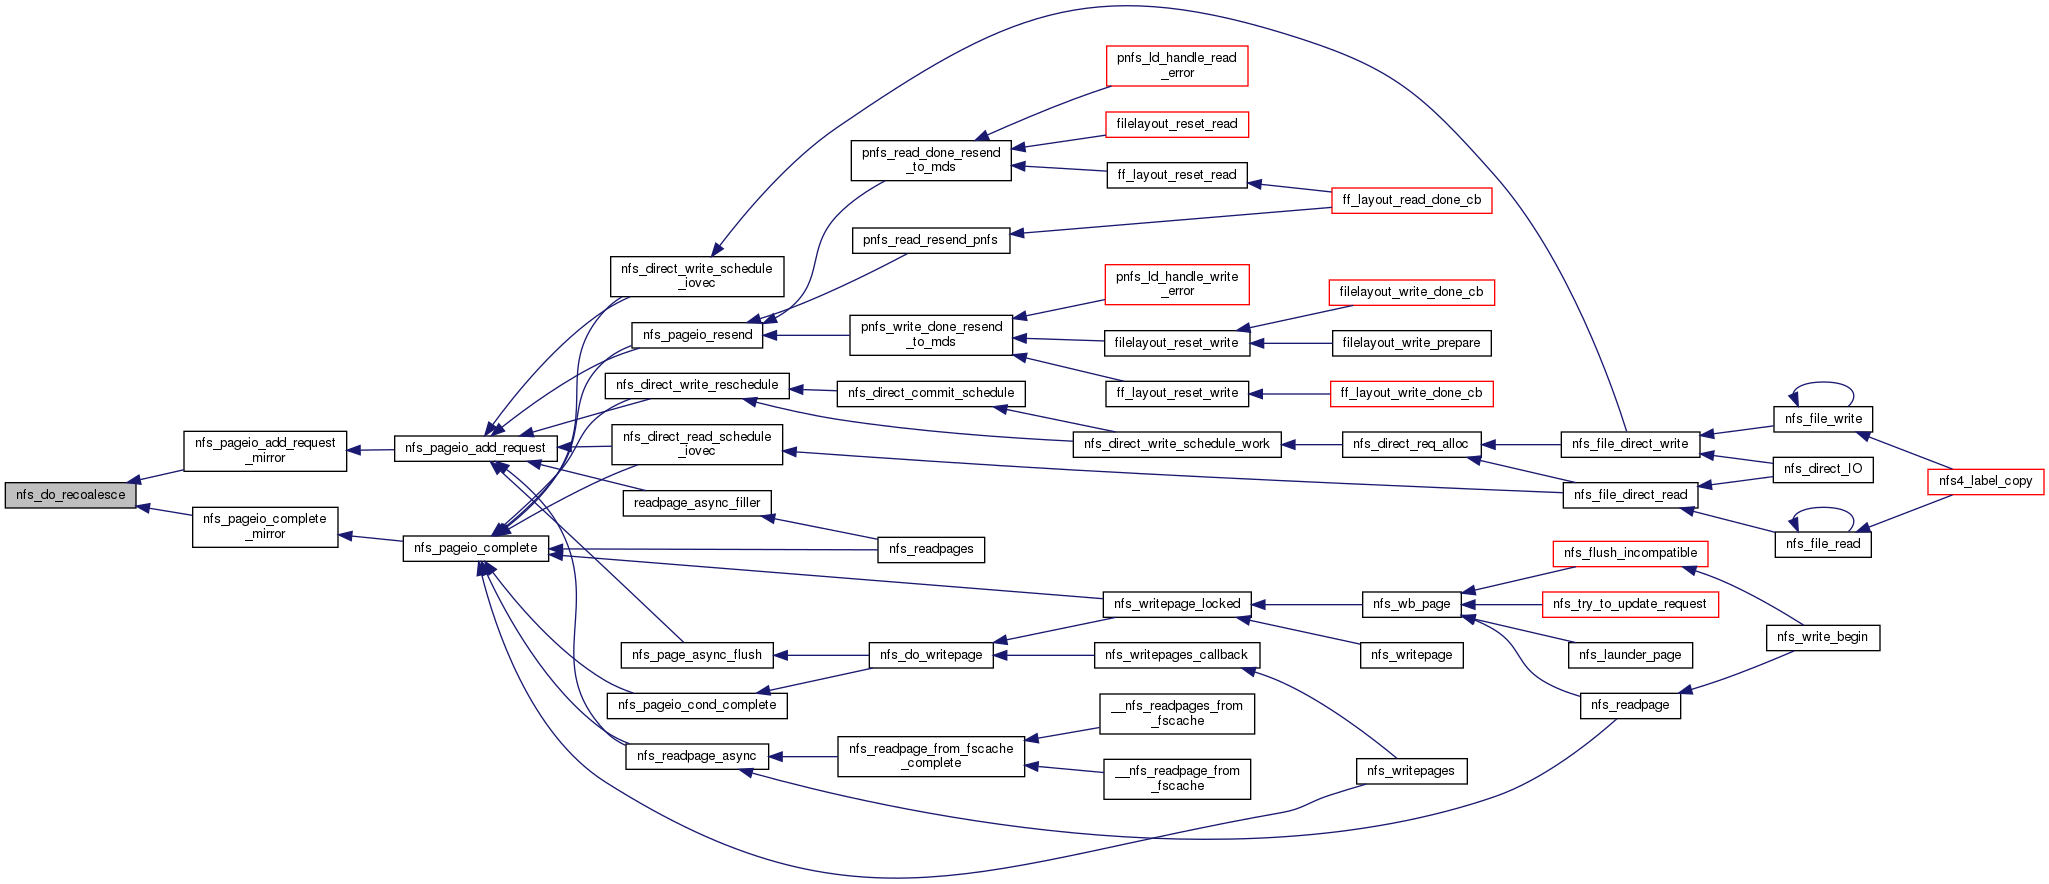 nfs_do_recoalesce
nfs_pageio_add_request
_mirror
nfs_pageio_complete
_mirror
nfs_pageio_add_request
nfs_pageio_complete
nfs_direct_write_schedule
_iovec
nfs_pageio_resend
nfs_direct_write_reschedule
nfs_direct_read_schedule
_iovec
readpage_async_filler
nfs_page_async_flush
nfs_pageio_cond_complete
nfs_readpage_async
pnfs_read_done_resend
_to_mds
pnfs_read_resend_pnfs
pnfs_write_done_resend
_to_mds
nfs_direct_commit_schedule
nfs_readpages
nfs_do_writepage
nfs_readpage_from_fscache
_complete
pnfs_ld_handle_read
_error
filelayout_reset_read
ff_layout_reset_read
pnfs_ld_handle_write
_error
filelayout_reset_write
ff_layout_reset_write
nfs_direct_write_schedule_work
nfs_writepage_locked
nfs_writepages_callback
__nfs_readpages_from
_fscache
__nfs_readpage_from
_fscache
ff_layout_read_done_cb
filelayout_write_done_cb
filelayout_write_prepare
ff_layout_write_done_cb
nfs_direct_req_alloc
nfs_wb_page
nfs_writepage
nfs_writepages
nfs_file_direct_write
nfs_file_direct_read
nfs_flush_incompatible
nfs_try_to_update_request
nfs_launder_page
nfs_readpage
nfs_file_write
nfs_direct_IO
nfs_file_read
nfs_write_begin
nfs4_label_copy